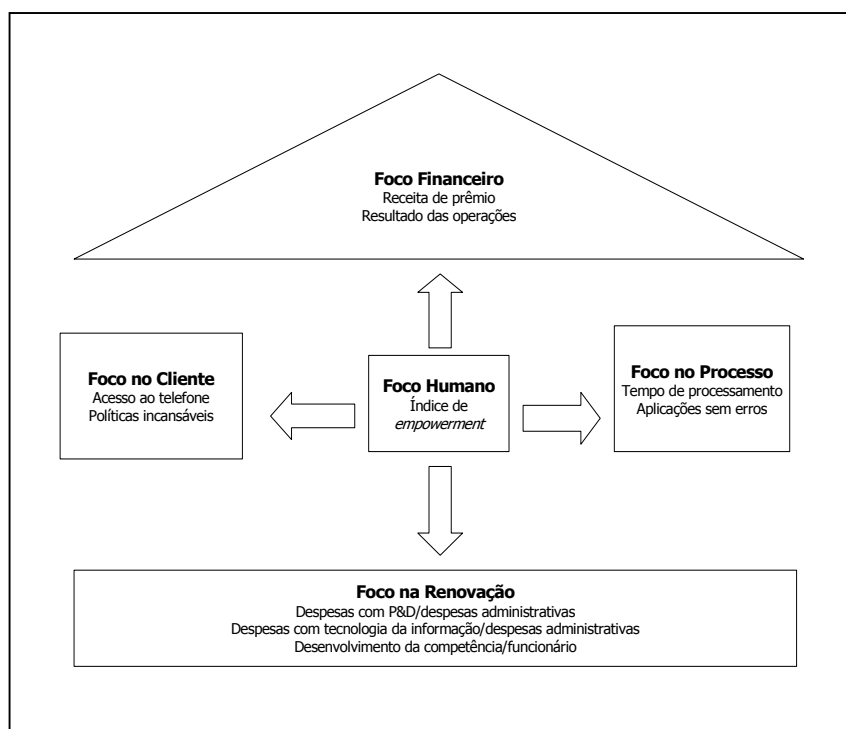 Foco Financeiro
Receita de prêmio
Resultado das operações
Foco no Cliente
Acesso ao telefone
Políticas incansáveis
Foco Humano
Índice de
empowerment
Foco no Processo
Tempo de processamento
Aplicações sem erros
Foco na Renovação
Despesas com P&D/despesas administrativas
Despesas com tecnologia da informação/despesas administrativas
Desenvolvimento da competência/funcionário